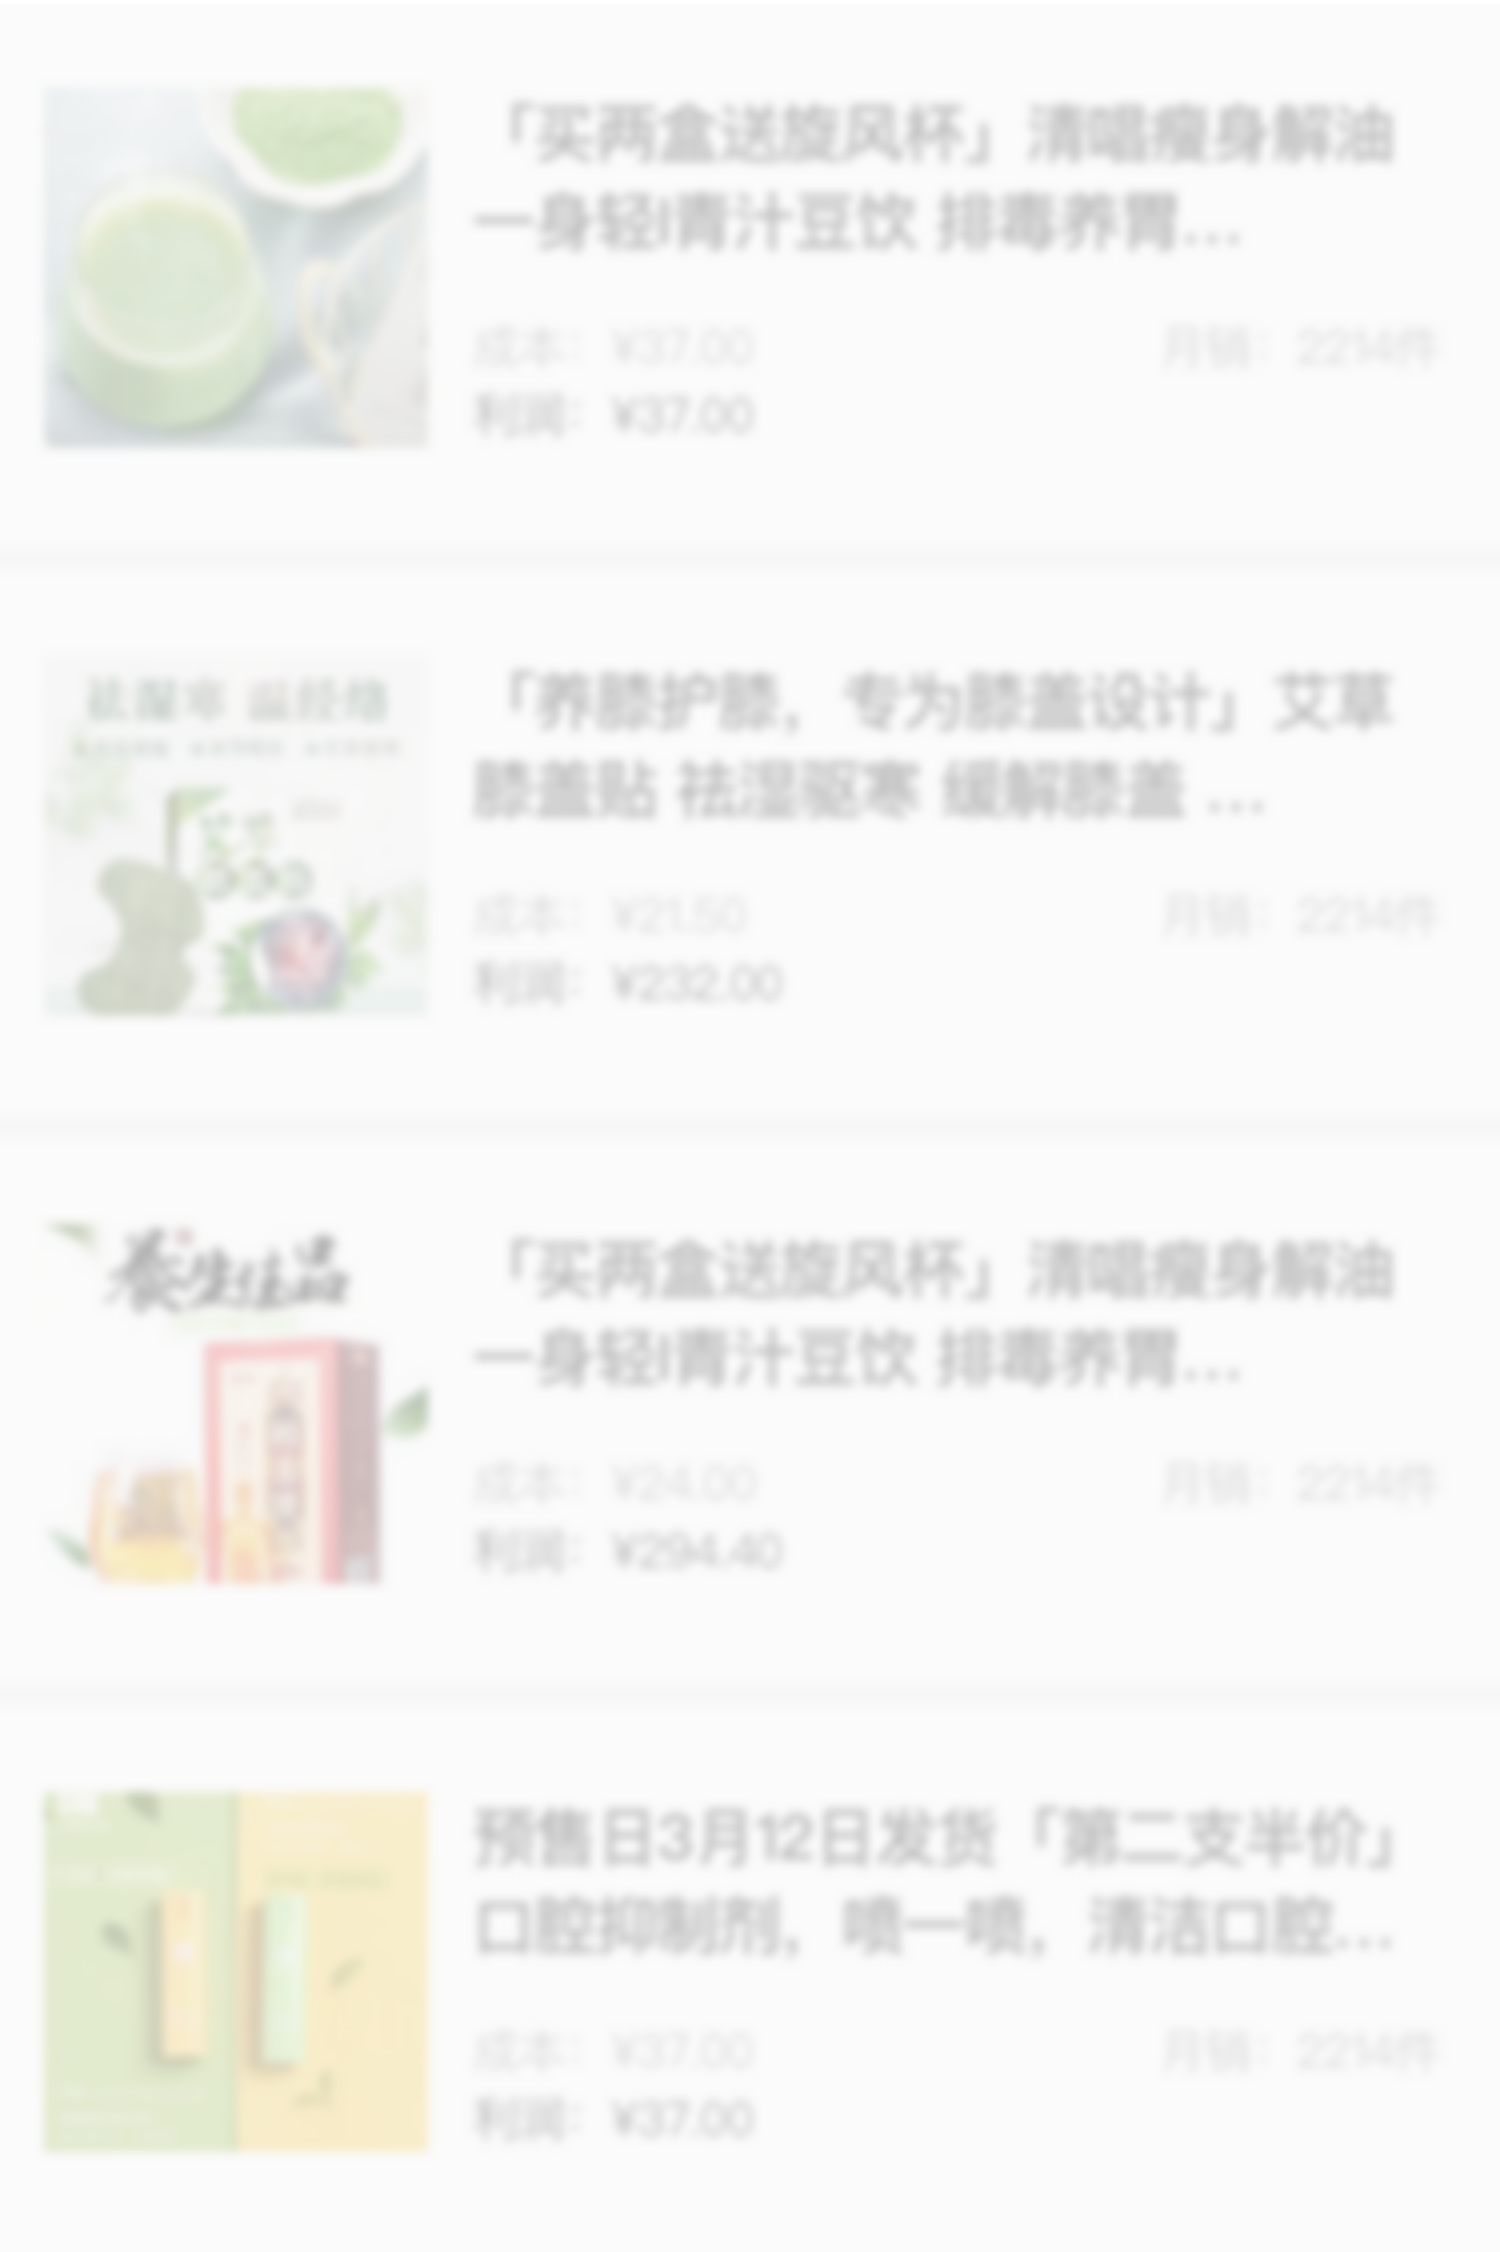 「买两盒送旋风杯」清唱瘦身解油
一身轻I青汁豆饮 排毒养胃...
成本：¥37.00
月销：2214件
利润：¥37.00
祛湿寒 温经络
「养膝护膝，专为膝盖设计」艾草
膝盖贴 祛湿驱寒 缓解膝盖 ...
成本：¥21.50
月销：2214件
利润：¥232.00
养生佳品
「买两盒送旋风杯」清唱瘦身解油
一身轻I青汁豆饮 排毒养胃...
成本：¥24.00
月销：2214件
利润：¥294.40
预售日3月12日发货「第二支半价」
口腔抑制剂，喷一喷，清洁口腔...
成本：¥37.00
月销：2214件
利润：¥37.00